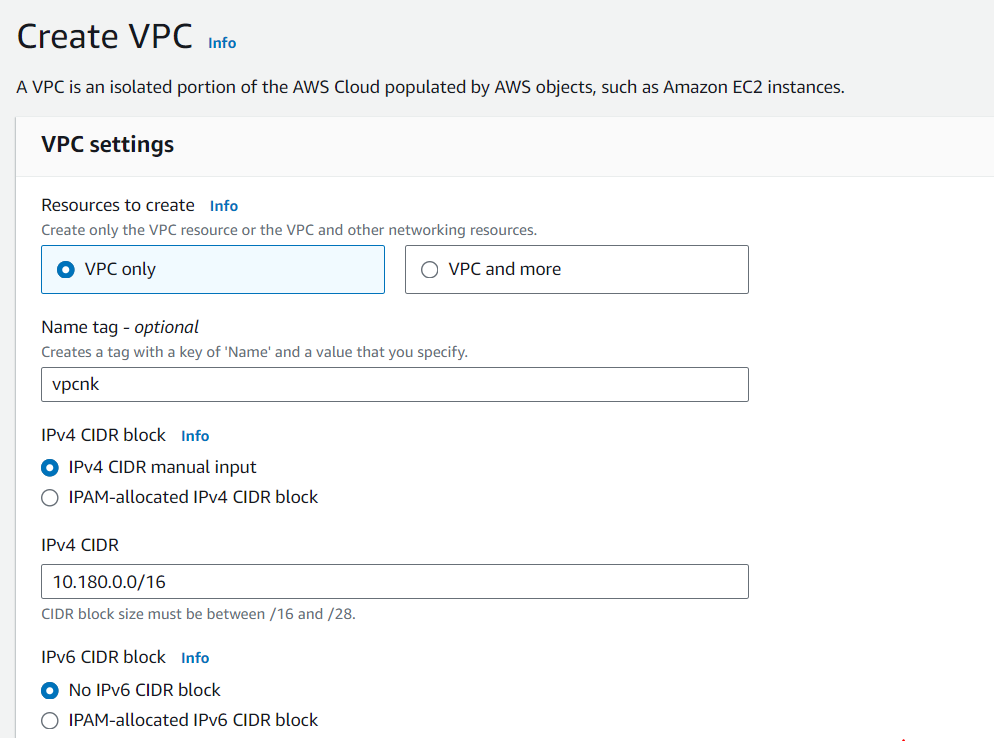 Create VPC Info
A VPC is an isolated portion of the AWS Cloud populated by AWS objects, such as Amazon EC2 instances.
VPC settings
Resources to create Info
Create only the VPC resource or the VPC and other networking resources.
VPC only
VPC and more
Name tag - optional
Creates a tag with a key of 'Name' and a value that you specify.
vpcnk
IPv4 CIDR block Info
IPv4 CIDR manual input
IPAM-allocated IPv4 CIDR block
IPv4 CIDR
10.180.0.0/16
CIDR block size must be between /16 and /28.
IPv6 CIDR block Info
No IPv6 CIDR block
IPAM-allocated IPv6 CIDR block